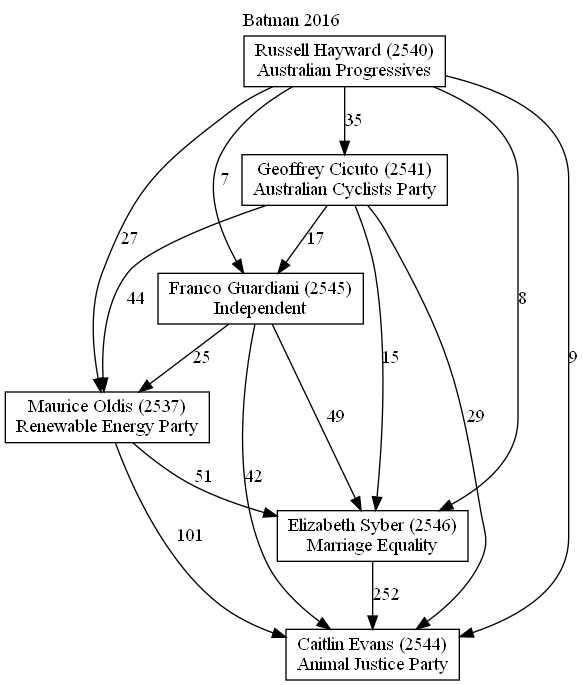 Batman 2016
Russell Hayward (2540)
Australian Progressives
35
Geoffrey Cicuto (2541)
Australian Cyclists Party
7
27
17
44
Franco Guardiani (2545)
Independent
8
15
9
25
Maurice Oldis (2537)
Renewable Energy Party
49
29
51
42
101
Elizabeth Syber (2546)
Marriage Equality
252
Caitlin Evans (2544)
Animal Justice Party